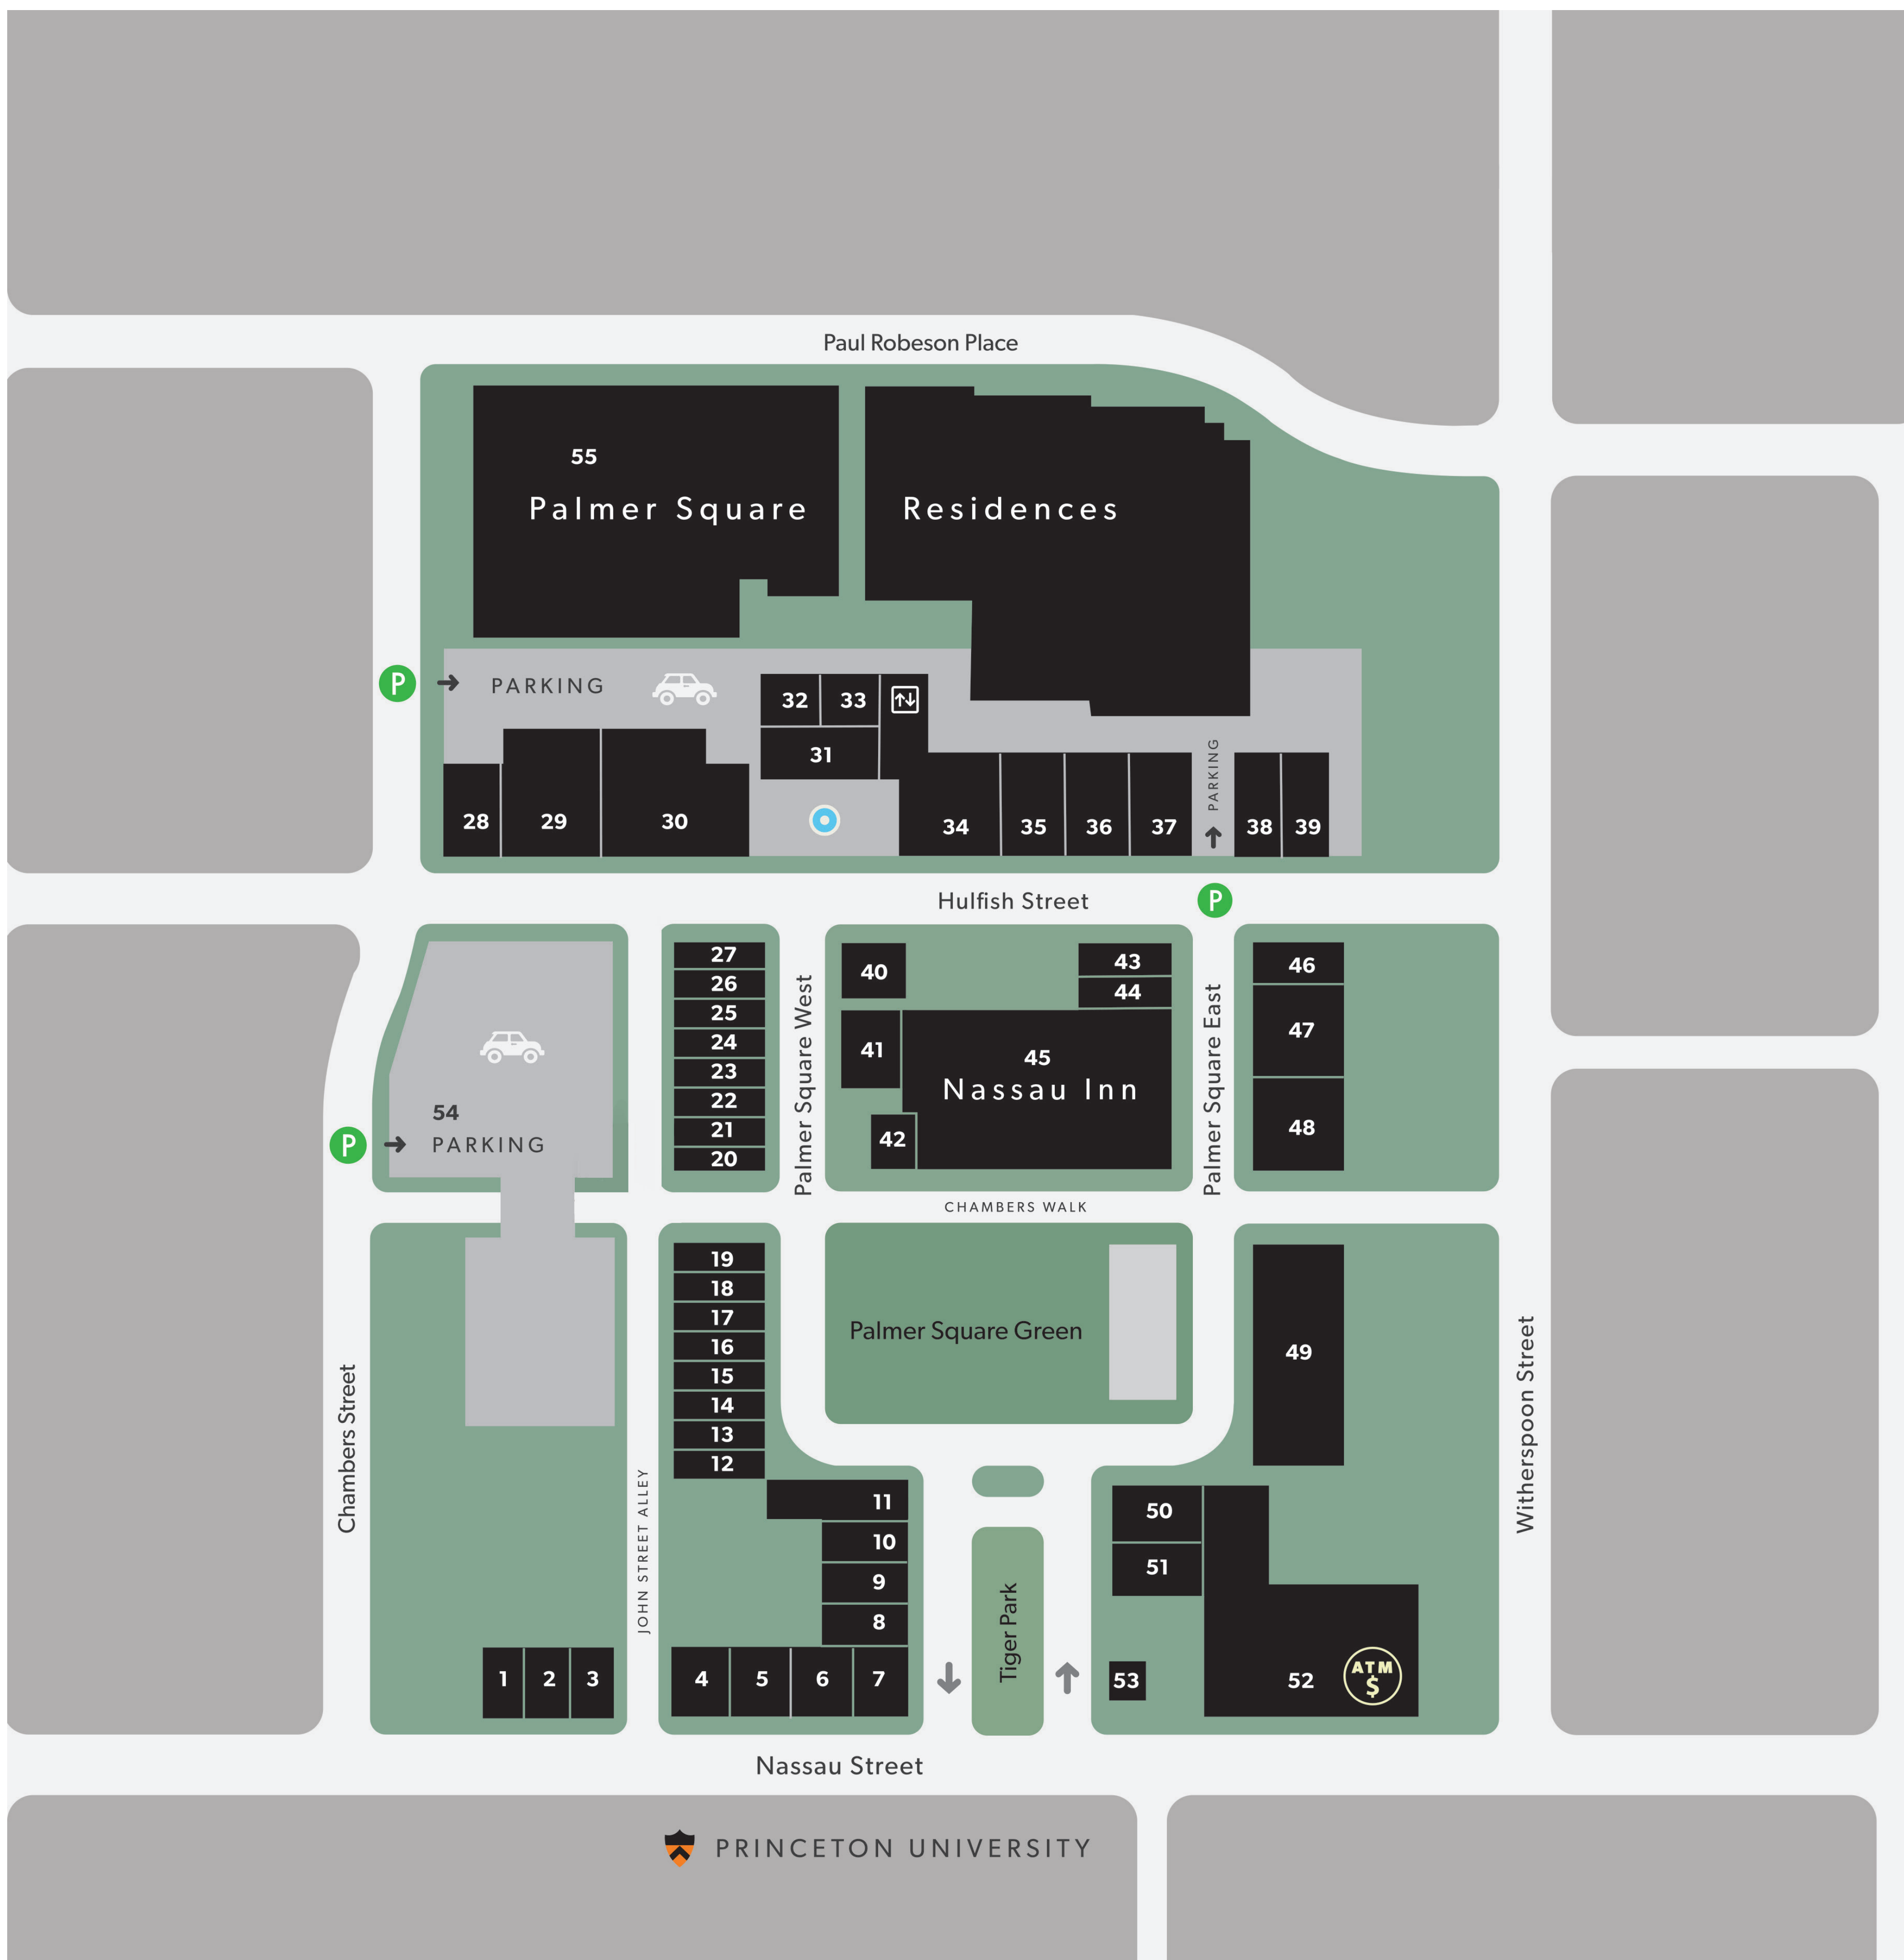 Paul Robeson Place
55
Palmer Square
Residences
P
PARKING
32
33
31
PARKING
28
29
30
34
35
36
37
38
39
Hulfish Street
P
27
26
25
24
23
22
21
20
Palmer Square West
40
41
42
43
44
45
Nassau Inn
Palmer Square East
46
47
48
54
P
PARKING
CHAMBERS WALK
19
18
17
16
15
14
13
12
Palmer Square Green
49
Chambers Street
JOHN STREET ALLEY
Witherspoon Street
11
10
9
8
50
51
Tiger Park
1
2
3
4
5
6
7
53
52
ATM
$
Nassau Street
PRINCETON UNIVERSITY